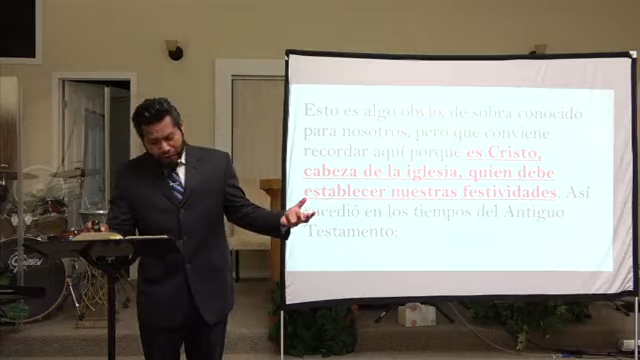 Esto es algo obvio, de sobra conocido
para nosotros, pero que conviene
recordar aquí porque es Cristo,
cabeza de la iglesia, quien debe
establecer nuestras festividades. Así
sucedió en los tiempos del Antiguo
Testamento: